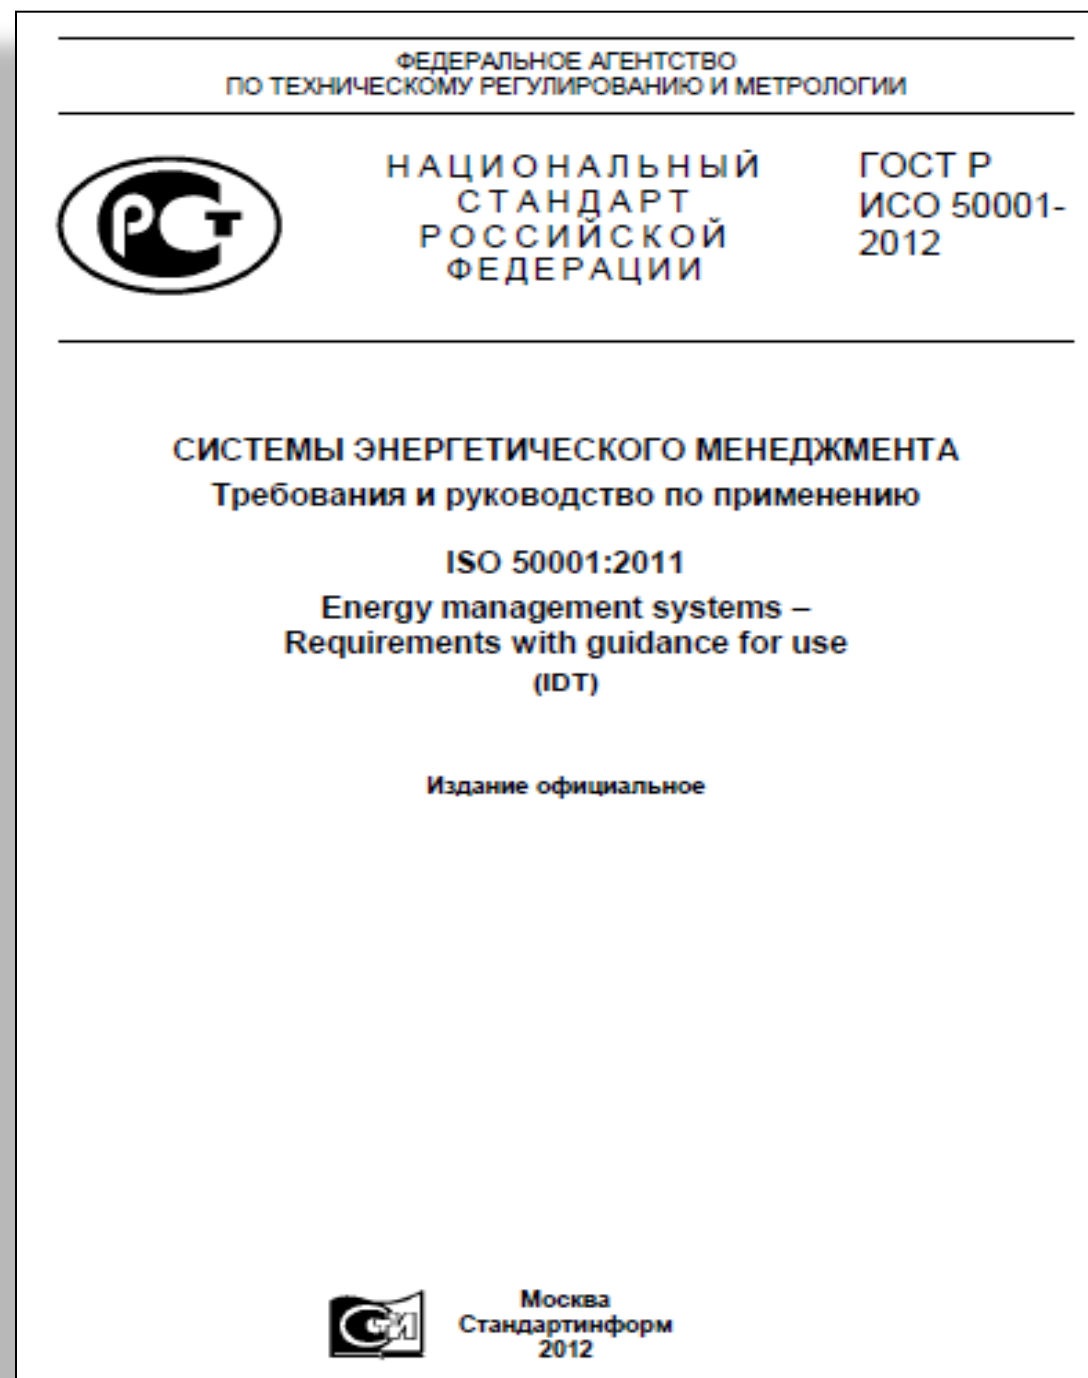 ФЕДЕРАЛЬНОЕ АГЕНТСТВО
ПО ТЕХНИЧЕСКОМУ РЕГУЛИРОВАНИЮ И МЕТРОЛОГИИ
РСТ
НАЦИОНАЛЬНЫЙ
СТАНДАРТ
РОССИЙСКОЙ
ФЕДЕРАЦИИ
ГОСТ Р
ИСО 50001-
2012
СИСТЕМЫ ЭНЕРГЕТИЧЕСКОГО МЕНЕДЖМЕНТА
Требования и руководство по применению
ISO 50001:2011
Energy management systems –
Requirements with guidance for use
(IDT)
Издание официальное
СТИ
Москва
Стандартинформ
2012